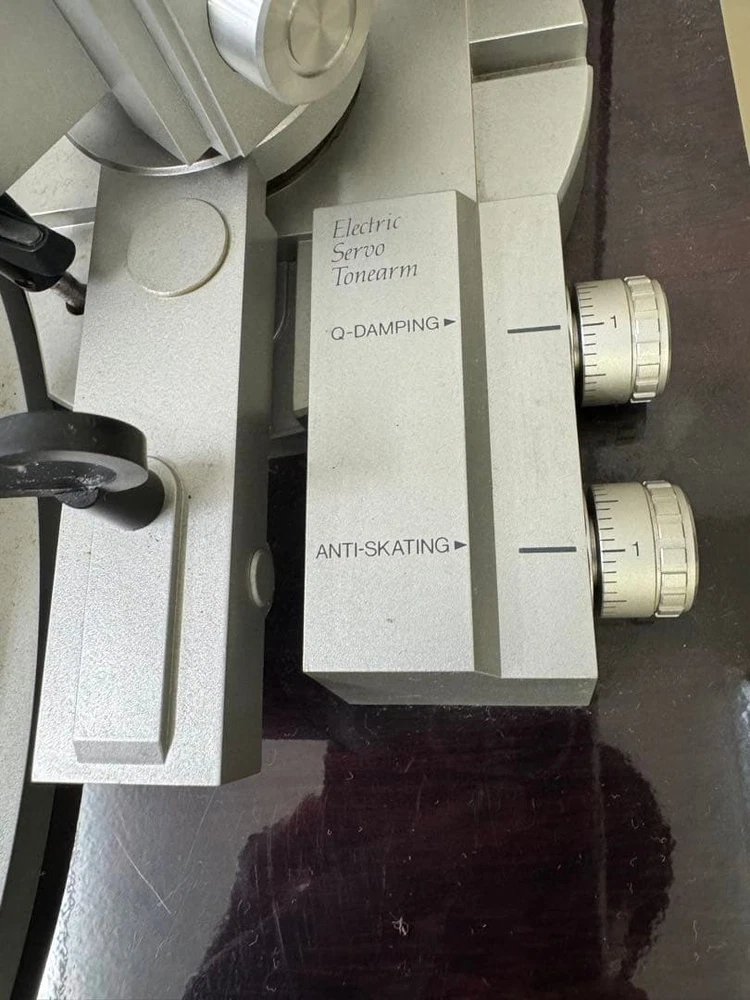 Electric
Servo
Tonearm
Q-DAMPING▶
1
ANTI-SKATING▶
1